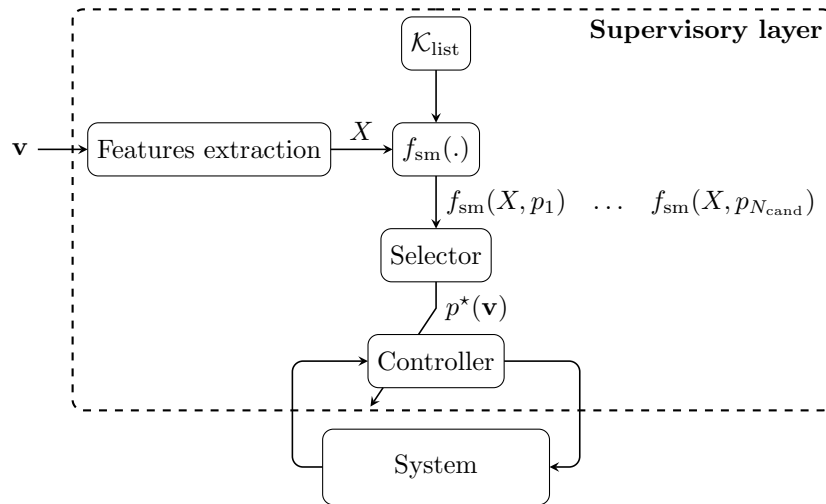 Supervisory layer
𝒦_list
v
Features extraction
X
f_sm(.)
f_sm(X, p_1) … f_sm(X, p_{N_cand})
Selector
p^⋆(v)
Controller
System